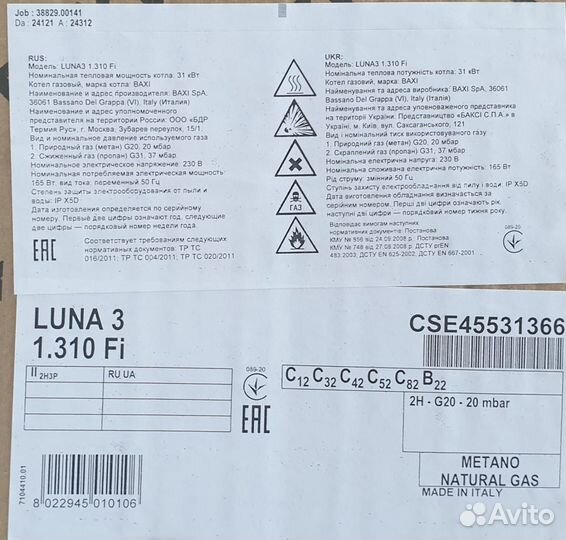 Job : 38829.00141
Da : 24121 A : 24312
RUS:
Модель: LUNA3 1.310 Fi
Номинальная тепловая мощность котла: 31 кВт
Котел газовый, марка котла: BAXI
Наименование и адрес производителя: BAXI SpA,
36061 Bassano Del Grappa (VI), Italy (Италия)
Наименование и адрес уполномоченного
представителя на территории России: ООО «БДР
Термия Рус», г. Москва, Зубарев переулок, 15/1.
Вид и номинальное давление используемого газа:
1. Природный газ (метан) G20, 20 мбар
2. Сжиженный газ (пропан) G31, 37 мбар
Номинальное электрическое напряжение: 230 В
Номинальная потребляемая электрическая мощность:
165 Вт, вид тока: переменный 50 Гц
Степень защиты электрооборудования от пыли и
воды: IP X5D
Дата изготовления определяется по серийному
номеру. Первые две цифры означают год, следующие
две цифры — порядковый номер недели года.
EAC
Соответствует требованиям следующих
нормативных документов: ТР ТС
016/2011; ТР ТС 004/2011; ТР ТС 020/2011
ГАЗ
UKR:
Модель: LUNA3 1.310 Fi
Номінальна теплова потужність котла: 31 кВт
Котел газовий, марка котла: BAXI
Найменування та адреса виробника: BAXI S.p.A.,
36061 Bassano Del Grappa (VI), Italy (Італія)
Найменування та адреса уповноваженого представника
на території України: Представництво «БАКСІ С.П.А.» в
Україні, м. Київ, вул. Саксаганського, 121
Вид і номінальний тиск використовуваного газу
1. Природний газ (метан) G20, 20 мбар
2. Скраплений газ (пропан) G31, 37 мбар
Номінальна електрична напруга: 230 В
Номінальна споживана електрична потужність: 165 Вт
Рід струму: змінний 50 Гц
Ступінь захисту електрообладнання від пилу і води: IP X5D
Дата виготовлення обладнання визначається за
серійним номером. Перші дві цифри означають рік,
наступні дві цифри — порядковий номер тижня року.
Відповідає вимогам наступних
нормативних документов: Постанова
КМУ № 856 від 24.09.2008 р. Постанова
КМУ № 748 від 27.08.2008 р. ДСТУ prEN
483:2003, ДСТУ EN 625-2002, ДСТУ EN 667-2001
089-20
LUNA 3
1.310 Fi
CSE45531366
II 2H3P RU UA
089-20
EAC
C12 C32 C42 C52 C82 B22
2H - G20 - 20 mbar
METANO
NATURAL GAS
MADE IN ITALY
7104410.01
8 022945 010106
Avito